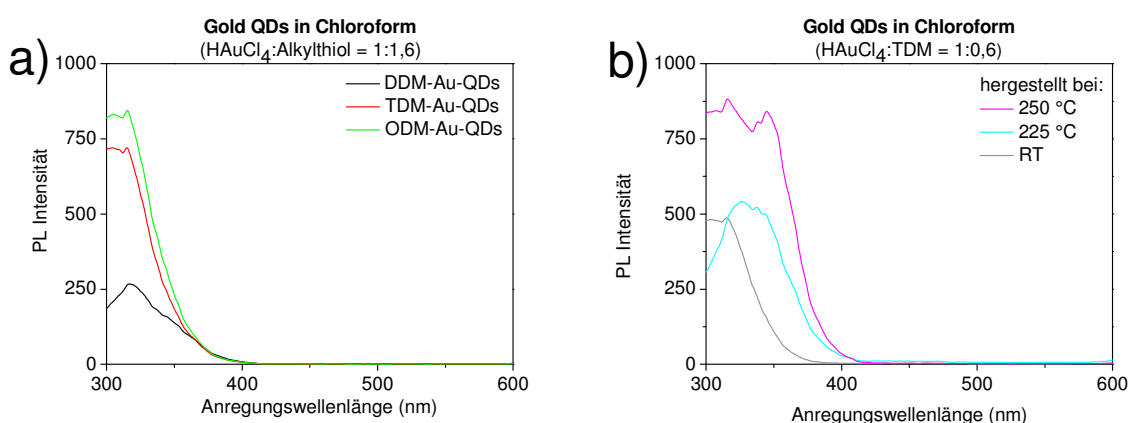 a)
Gold QDs in Chloroform
(HAuCl4:Alkylthiol = 1:1,6)
1000
750
500
250
0
PL Intensität
DDM-Au-QDs
TDM-Au-QDs
ODM-Au-QDs
300 400 500 600
Anregungswellenlänge (nm)
b)
Gold QDs in Chloroform
(HAuCl4:TDM = 1:0,6)
1000
750
500
250
0
PL Intensität
hergestellt bei:
250 °C
225 °C
RT
300 400 500 600
Anregungswellenlänge (nm)